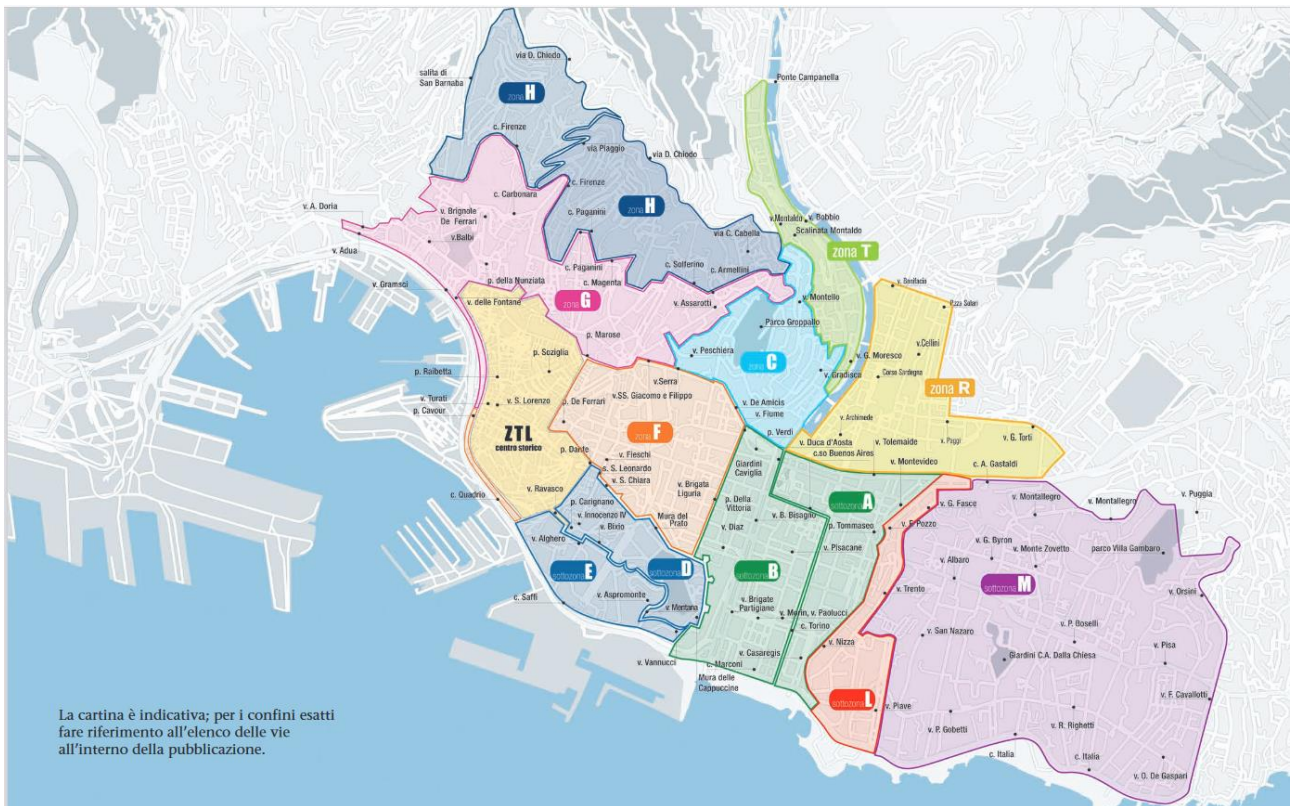 via D. Chiodo
salita di
San Barnaba
zona H
Ponte Campanella
c. Firenze
via Piaggio
via D. Chiodo
c. Firenze
c. Carbonara
v. A. Doria
v. Brignole
De Ferrari
c. Paganini
zona H
v.Montaldo
v. Bobbio
Scalinata Montaldo
v.Balbi
via C. Cabella
zona T
v. Adua
c. Paganini
c. Solferino
c. Armellini
p. della Nunziata
v. Gramsci
c. Magenta
v. Bonifacio
v. delle Fontane
zona G
v. Assarotti
v. Montello
Parco Groppallo
p. Marose
v.Cellini
p. Soziglia
v. Peschiera
zona C
v. G. Moresco
Corso Sardegna
p. Raibetta
v.Serra
v. Gradisca
zona R
v.SS. Giacomo e Filippo
v. Turati
v. S. Lorenzo
p. De Ferrari
v. De Amicis
v. Fiume
p. Cavour
v. Archimede
ZTL
centro storico
zona F
p. Verdi
v. G. Torti
v. Duca d'Aosta
v. Tolemaide
v. Paggi
c.so Buenos Aires
p. Dante
v. Fieschi
Giardini
Caviglia
v. Montevideo
c. A. Gastaldi
s. S. Leonardo
v. S. Chiara
v. Ravasco
v. Brigata
Liguria
c. Quadrio
p. Carignano
p. Della
Vittoria
sottozona A
v. G. Fasce
v. Montallegro
v. Montallegro
v. Puggia
v. Innocenzo IV
v. Bixio
Mura del
Prato
v. Diaz
v. B. Bisagno
p. Tommaseo
v. F. Pozzo
v. Alghero
v. Pisacane
v. G. Byron
v. Monte Zovetto
parco Villa Gambaro
sottozona E
sottozona D
sottozona B
v. Albaro
sottozona M
c. Saffi
v. Aspromonte
v. Trento
v. Orsini
v. Mentana
v. Brigate
Partigiane
v. Morin, v. Paolucci
c. Torino
v. San Nazaro
v. P. Boselli
v. Nizza
v. Pisa
v. Vannucci
v. Casaregis
c. Marconi
Giardini C.A. Dalla Chiesa
Mura delle
Cappuccine
sottozona L
v. F. Cavallotti
v. Piave
v. P. Gobetti
v. R. Righetti
c. Italia
c. Italia
v. O. De Gaspari
La cartina è indicativa; per i confini esatti
fare riferimento all'elenco delle vie
all'interno della pubblicazione.